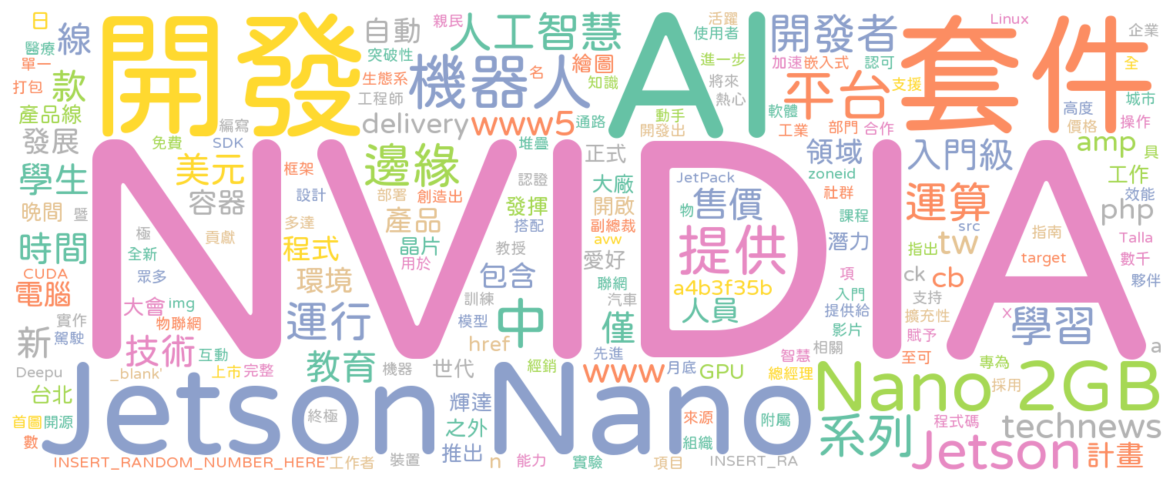 日
線
開發
自動
親民
人工智慧
AI
活躍
使用者
開發者
Linux
套件
企業
醫療
單一
打包
款
突破性
生態系
工程師
機器人
名
繪圖
知識
進一步
將來
熱心
加速
嵌入式
認可
平台
支援
全
城市
產品線
發展
編寫
delivery
www5
通路
動手
開發出
軟體
工業
部門
合作
高度
價格
操作
amp
具
學生
免費
SDK
美元
框架
邊緣
堆疊
正式
領域
入門級
zoneid
工作
效能
容器
設計
部署
創造出
認證
大廠
JetPack
售價
社群
運算
php
晚間
暨
NVIDIA
多達
產品
發揮
搭配
開啟
副總裁
物
課程
src
指南
時間
極
全新
貢獻
程式
晶片
用於
教授
愛好
avw
提供
潛力
指出
tw
target
Talla
數千
夥伴
CUDA
電腦
眾多
環境
包含
聯網
a4b3f35b
項
ck
cb
大會
img
物聯網
訓練
汽車
人員
入門
提供給
支持
擴充性
新
實作
駕駛
運行
模型
中
僅
影片
賦予
x
學習
技術
互動
href
先進
智慧
相關
至可
a
Deepu
_blank'
上市
完整
教育
機器
世代
經銷
www
月底
GPU
總經理
專為
採用
台北
Jetson Nano
Nano 2GB
首圖
開源
數
終極
輝達
之外
推出
來源
組織
附屬
系列
程式碼
technews
Jetson
計畫
INSERT_RANDOM_NUMBER_HERE'
工作者
裝置
n
能力
實驗
項目
INSERT_RA